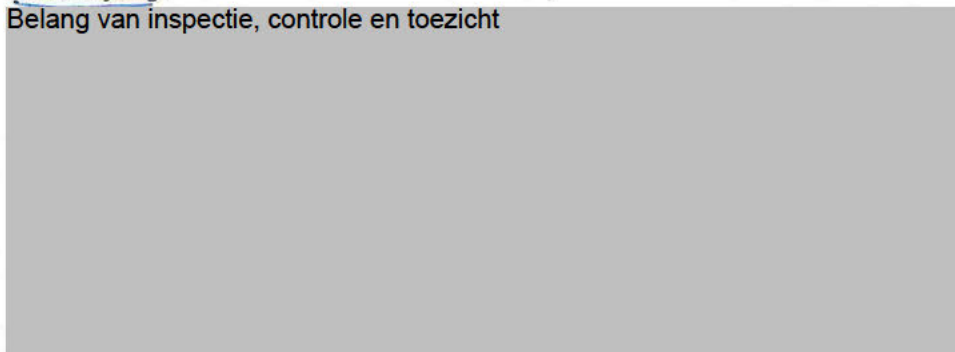 Belang van inspectie, controle en toezicht